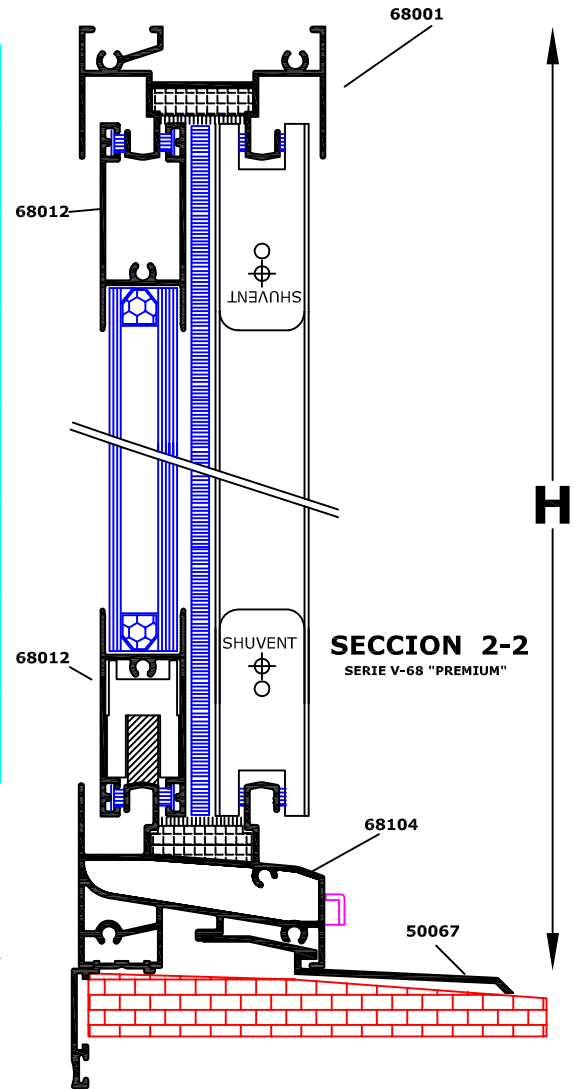 68001
68012
SHUVENT
H
SHUVENT
SECCION 2-2
SERIE V-68 "PREMIUM"
68012
68104
50067